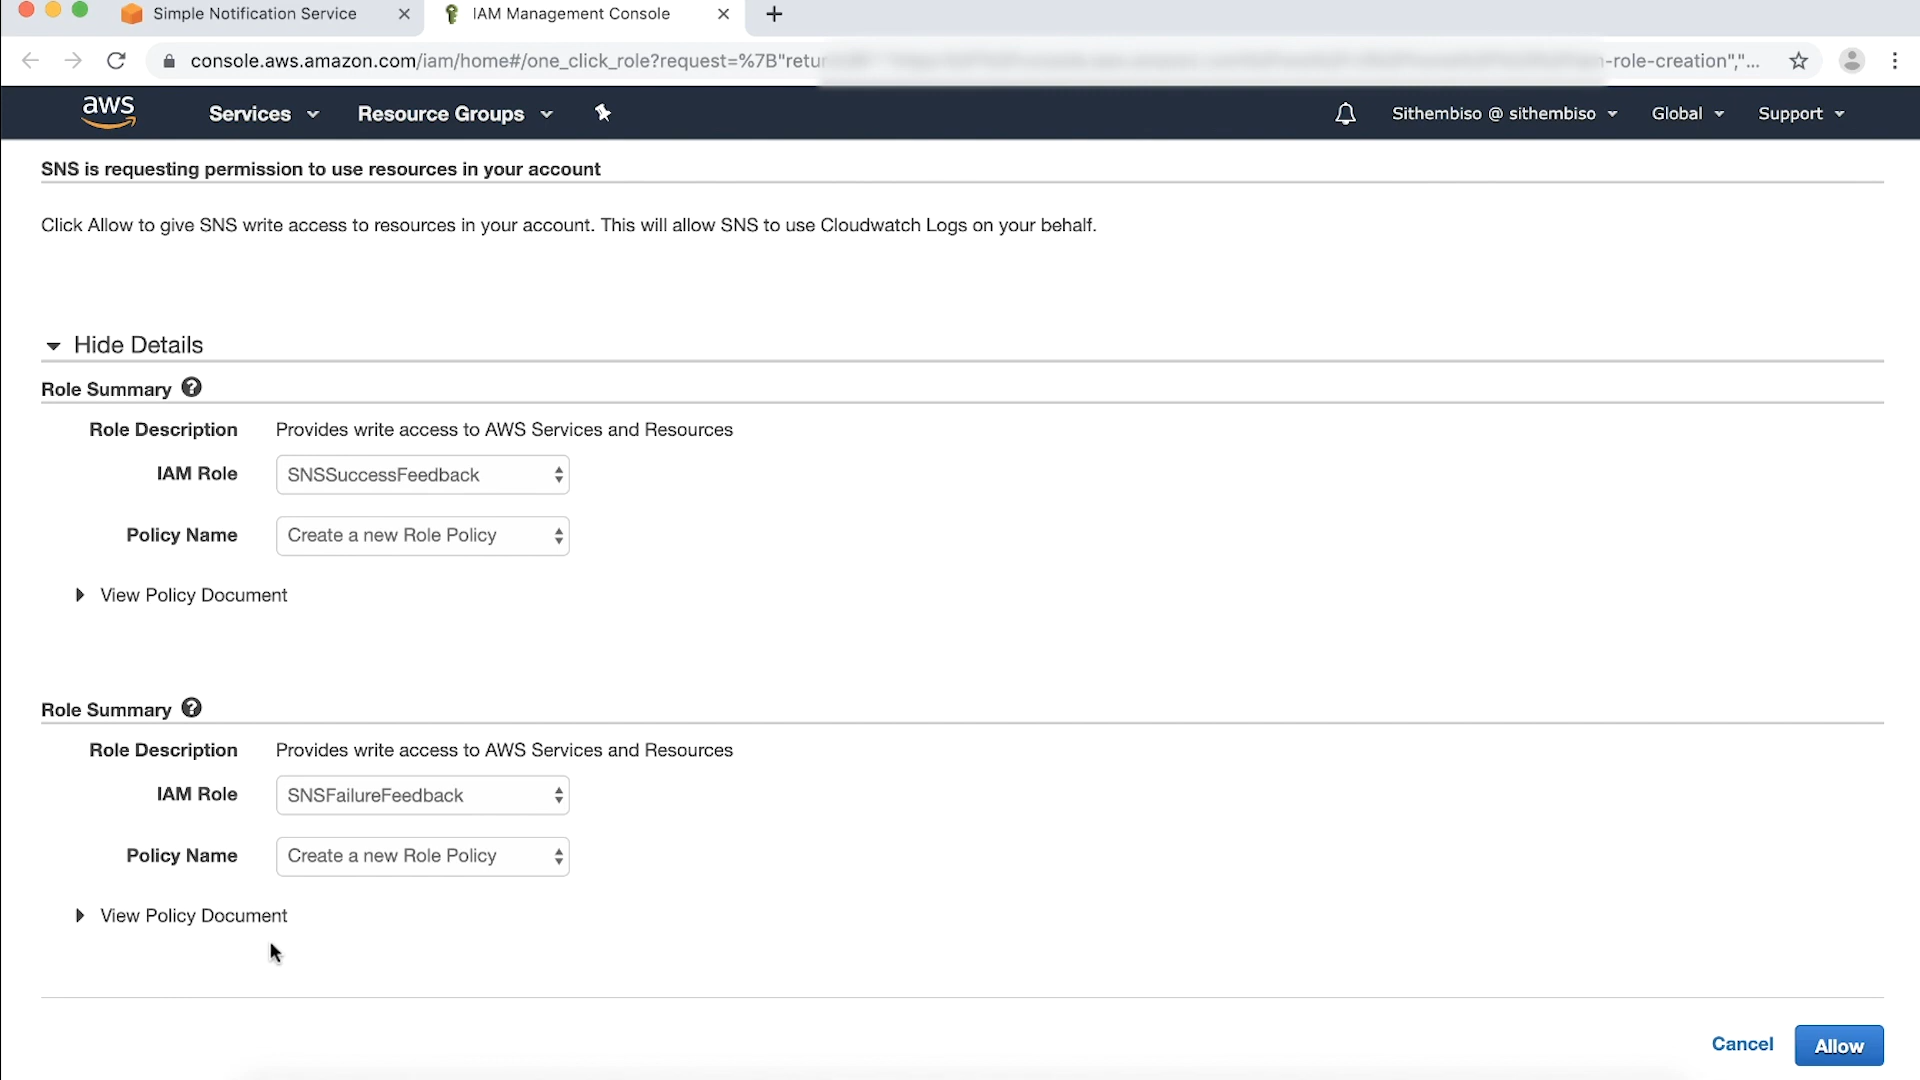 Simple Notification Service
IAM Management Console
console.aws.amazon.com/iam/home#/one_click_role?request=%7B"retur
-role-creation","...
aws
Services
Resource Groups
Sithembiso @ sithembiso
Global
Support
SNS is requesting permission to use resources in your account
Click Allow to give SNS write access to resources in your account. This will allow SNS to use Cloudwatch Logs on your behalf.
Hide Details
Role Summary
Role Description Provides write access to AWS Services and Resources
IAM Role SNSSuccessFeedback
Policy Name Create a new Role Policy
View Policy Document
Role Summary
Role Description Provides write access to AWS Services and Resources
IAM Role SNSFailureFeedback
Policy Name Create a new Role Policy
View Policy Document
Cancel
Allow